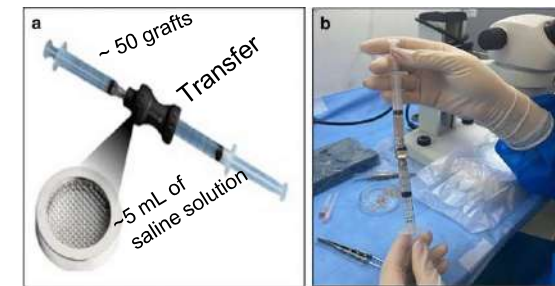 a
~ 50 grafts
Transfer
~5 mL of
saline solution
b